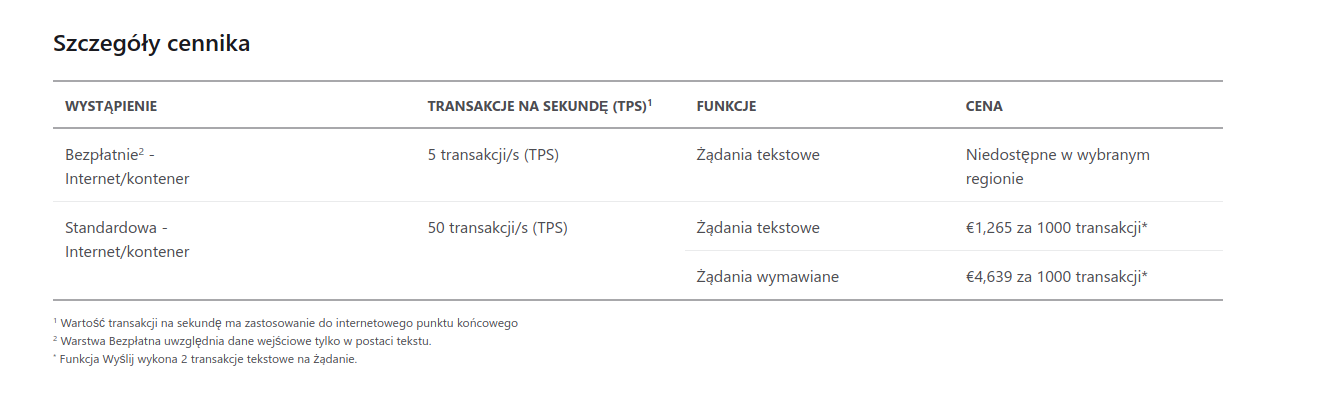 Szczegóły cennika
WYSTĄPIENIE TRANSAKCJE NA SEKUNDĘ (TPS)¹ FUNKCJE CENA
Bezpłatnie² - 5 transakcji/s (TPS) Żądania tekstowe Niedostępne w wybranym
Internet/kontener regionie
Standardowa - 50 transakcji/s (TPS) Żądania tekstowe €1,265 za 1000 transakcji*
Internet/kontener
Żądania wymawiane €4,639 za 1000 transakcji*
¹ Wartość transakcji na sekundę ma zastosowanie do internetowego punktu końcowego
² Warstwa Bezpłatna uwzględnia dane wejściowe tylko w postaci tekstu.
* Funkcja Wyślij wykona 2 transakcje tekstowe na żądanie.